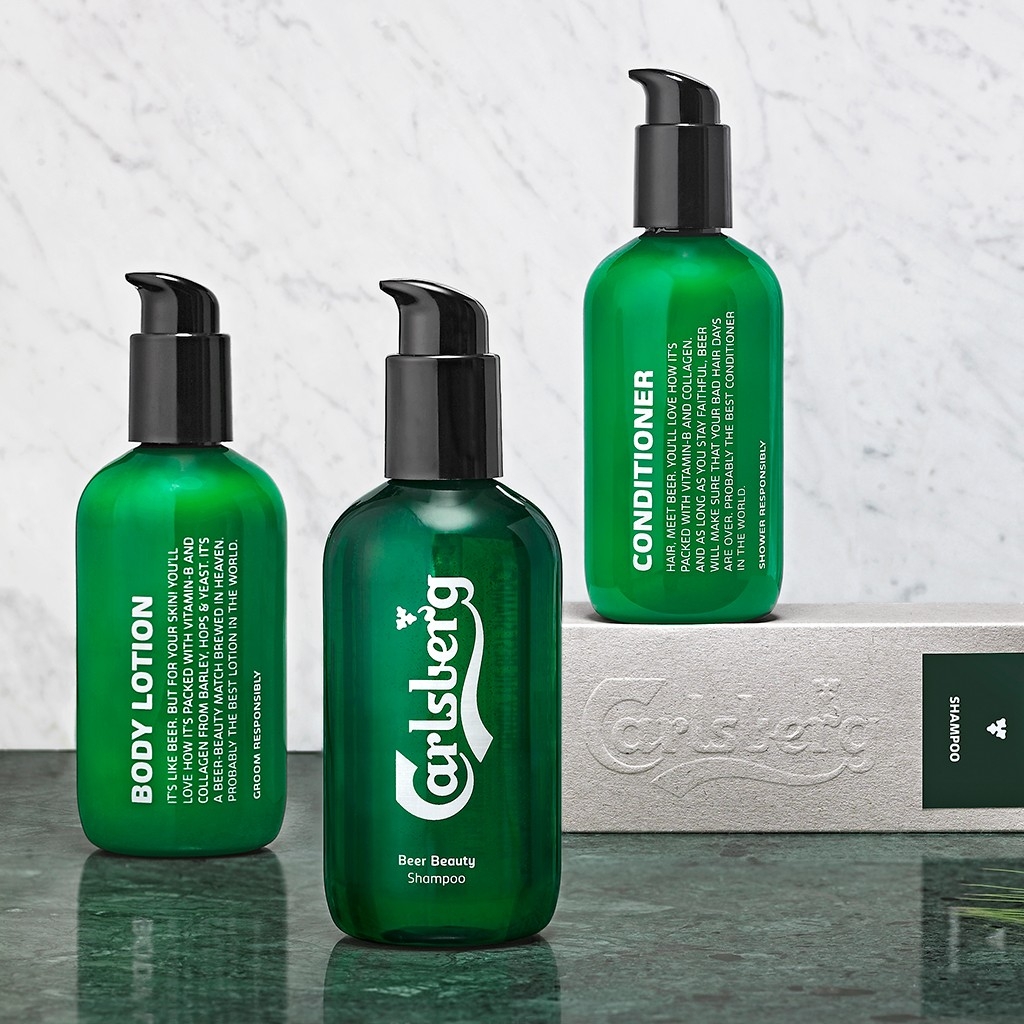 BODY LOTION
IT'S LIKE BEER. BUT FOR YOUR SKIN! YOU'LL
LOVE HOW IT'S PACKED WITH VITAMIN-B AND
COLLAGEN FROM BARLEY, HOPS & YEAST. IT'S
A BEER-BEAUTY MATCH BREWED IN HEAVEN.
PROBABLY THE BEST LOTION IN THE WORLD.
GROOM RESPONSIBLY
Carlsberg
Beer Beauty
Shampoo
CONDITIONER
HAIR, MEET BEER. YOU'LL LOVE HOW IT'S
PACKED WITH VITAMIN-B AND COLLAGEN.
AND AS LONG AS YOU STAY FAITHFUL, BEER
WILL MAKE SURE THAT YOUR BAD HAIR DAYS
ARE OVER. PROBABLY THE BEST CONDITIONER
IN THE WORLD.
SHOWER RESPONSIBLY
Carlsberg
SHAMPOO